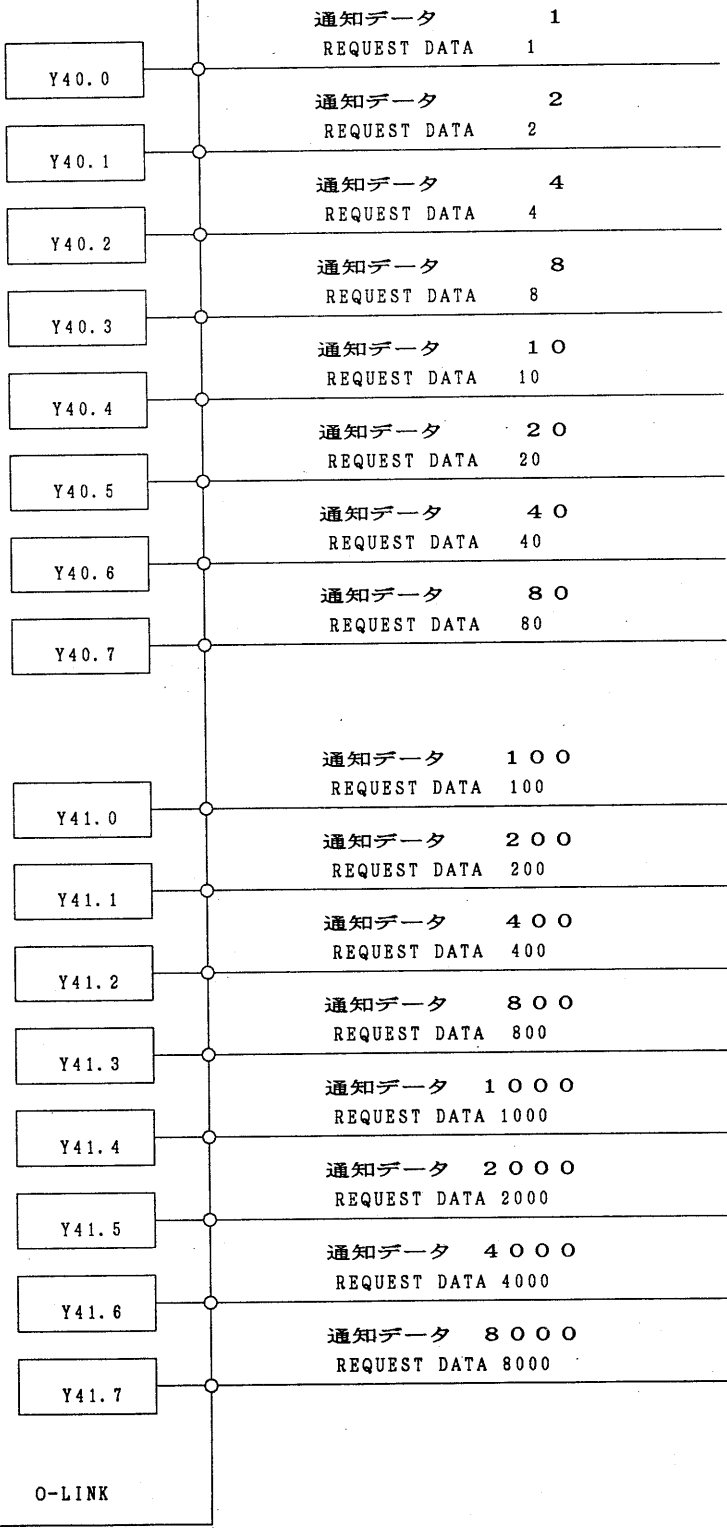 通知データ 1
REQUEST DATA 1
Y40.0
通知データ 2
REQUEST DATA 2
Y40.1
通知データ 4
REQUEST DATA 4
Y40.2
通知データ 8
REQUEST DATA 8
Y40.3
通知データ 10
REQUEST DATA 10
Y40.4
通知データ 20
REQUEST DATA 20
Y40.5
通知データ 40
REQUEST DATA 40
Y40.6
通知データ 80
REQUEST DATA 80
Y40.7
通知データ 100
REQUEST DATA 100
Y41.0
通知データ 200
REQUEST DATA 200
Y41.1
通知データ 400
REQUEST DATA 400
Y41.2
通知データ 800
REQUEST DATA 800
Y41.3
通知データ 1000
REQUEST DATA 1000
Y41.4
通知データ 2000
REQUEST DATA 2000
Y41.5
通知データ 4000
REQUEST DATA 4000
Y41.6
通知データ 8000
REQUEST DATA 8000
Y41.7
O-LINK